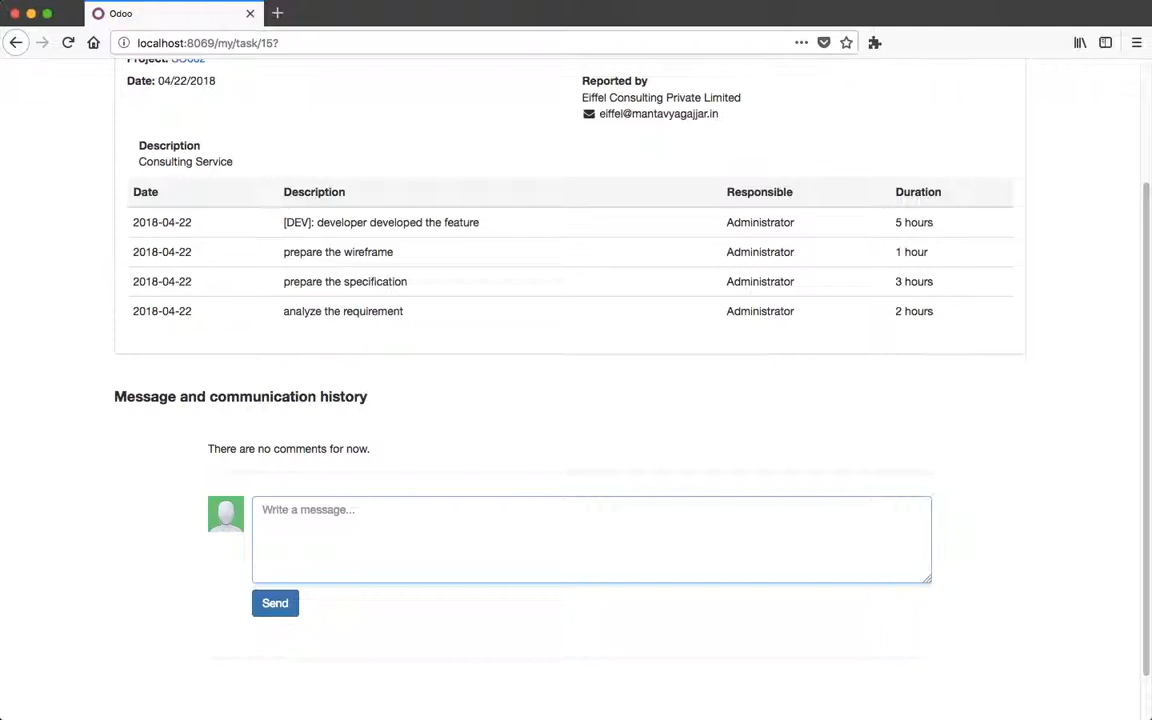 Odoo
localhost:8069/my/task/15?
Project:
Date: 04/22/2018
Reported by
Eiffel Consulting Private Limited
eiffel@mantavyagajjar.in
Description
Consulting Service
Date Description Responsible Duration
2018-04-22 [DEV]: developer developed the feature Administrator 5 hours
2018-04-22 prepare the wireframe Administrator 1 hour
2018-04-22 prepare the specification Administrator 3 hours
2018-04-22 analyze the requirement Administrator 2 hours
Message and communication history
There are no comments for now.
Write a message...
Send